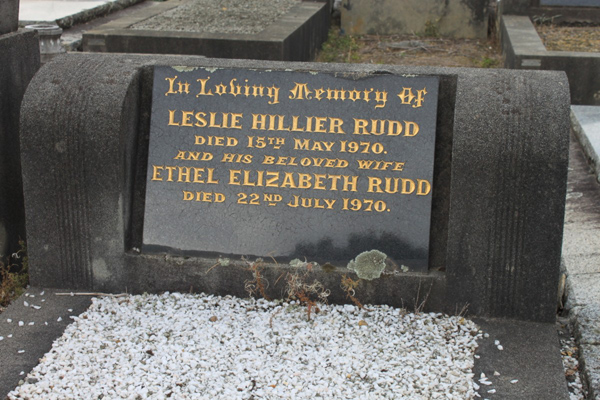 In Loving Memory Of
LESLIE HILLIER RUDD
DIED 15TH MAY 1970.
AND HIS BELOVED WIFE
ETHEL ELIZABETH RUDD
DIED 22ND JULY 1970.